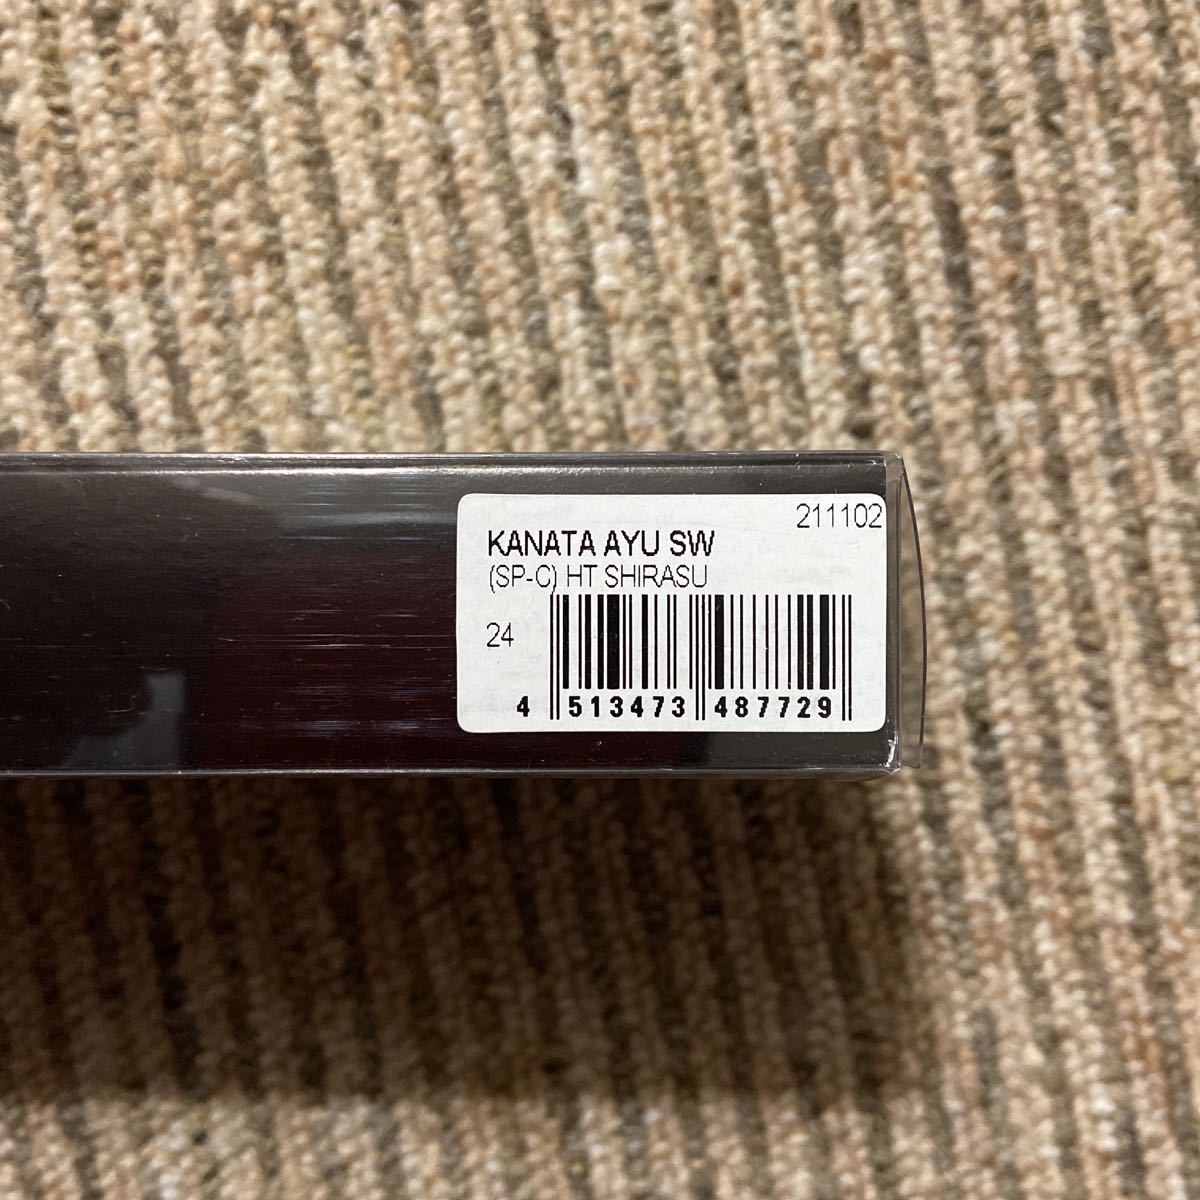 211102
KANATA AYU SW
(SP-C) HT SHIRASU
24
4 513473 487729